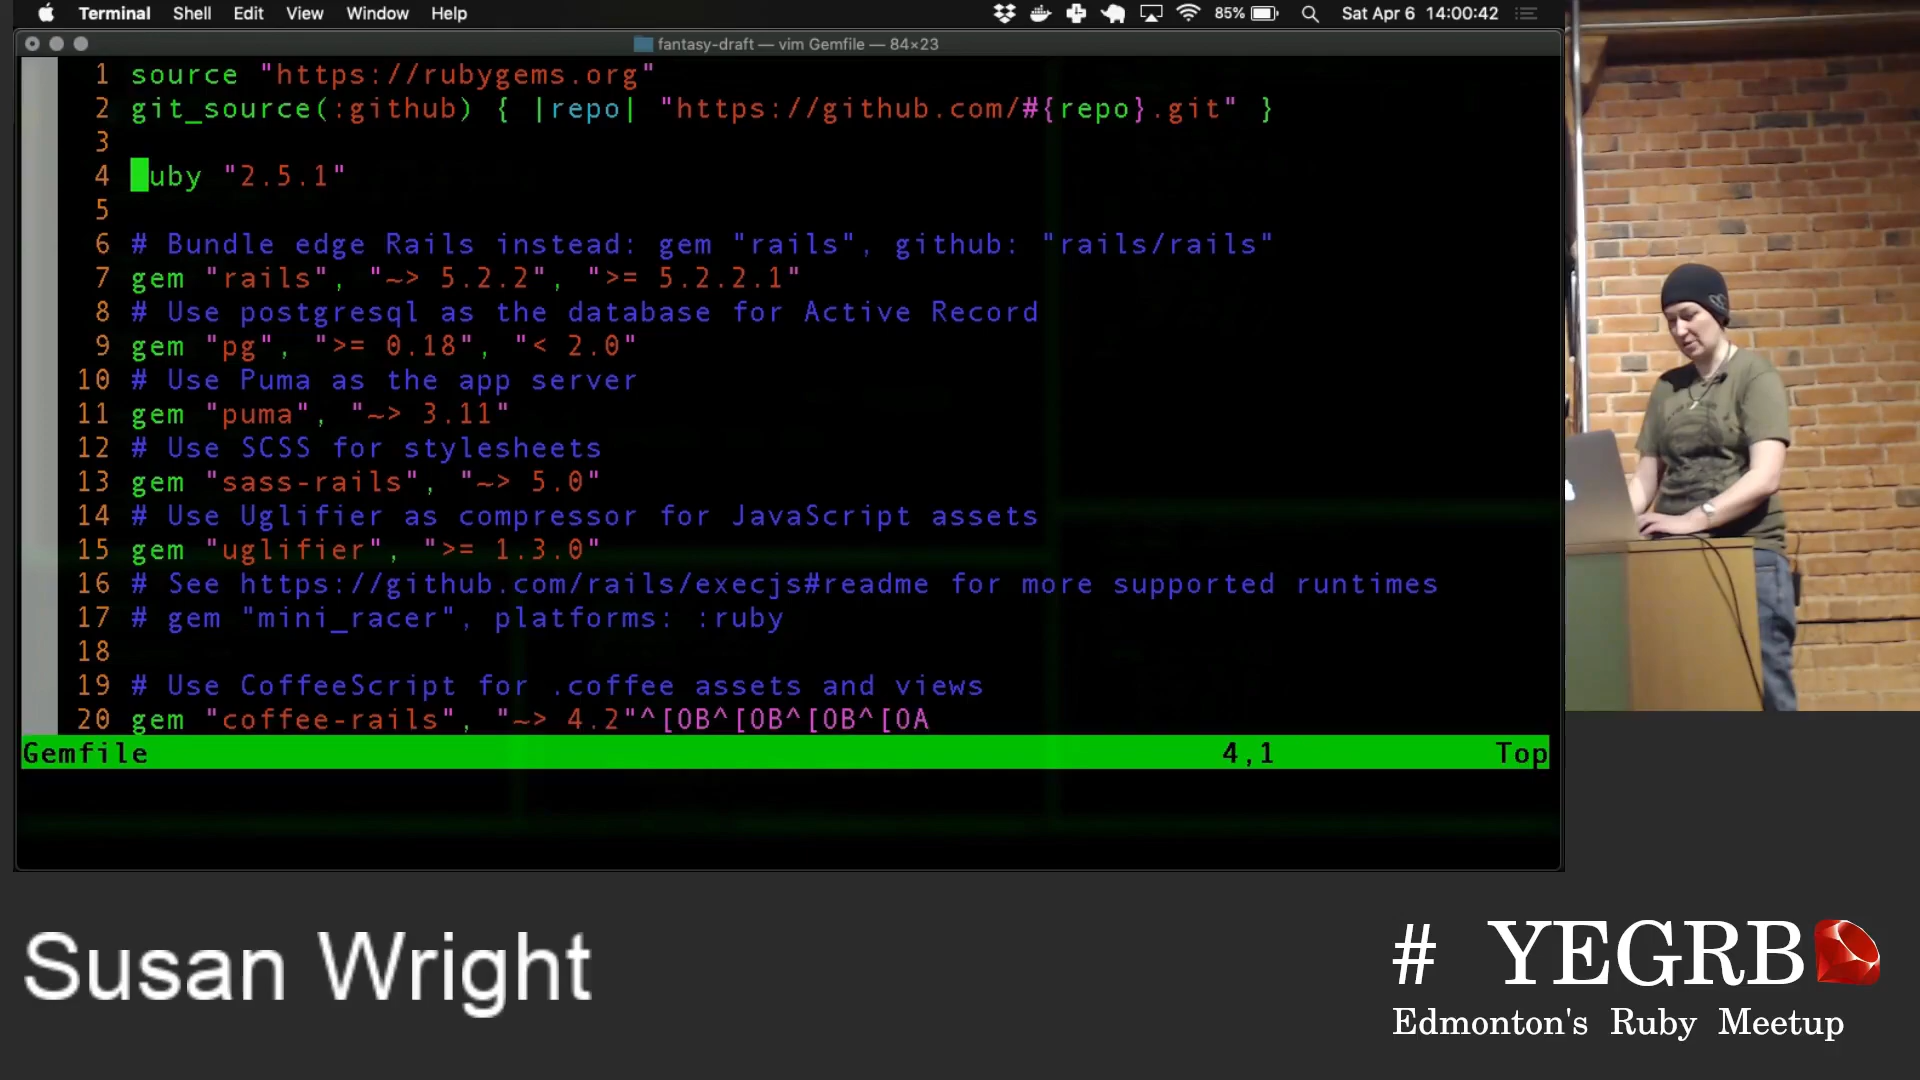 Terminal Shell Edit View Window Help 85% Sat Apr 6 14:00:42
fantasy-draft — vim Gemfile — 84×23
1 source "https://rubygems.org"
2 git_source(:github) { |repo| "https://github.com/#{repo}.git" }
3
4 uby "2.5.1"
5
6 # Bundle edge Rails instead: gem "rails", github: "rails/rails"
7 gem "rails", "~> 5.2.2", ">= 5.2.2.1"
8 # Use postgresql as the database for Active Record
9 gem "pg", ">= 0.18", "< 2.0"
10 # Use Puma as the app server
11 gem "puma", "~> 3.11"
12 # Use SCSS for stylesheets
13 gem "sass-rails", "~> 5.0"
14 # Use Uglifier as compressor for JavaScript assets
15 gem "uglifier", ">= 1.3.0"
16 # See https://github.com/rails/execjs#readme for more supported runtimes
17 # gem "mini_racer", platforms: :ruby
18
19 # Use CoffeeScript for .coffee assets and views
20 gem "coffee-rails", "~> 4.2"^[OB^[OB^[OB^[OA
Gemfile 4,1 Top
Susan Wright
# YEGRB
Edmonton's Ruby Meetup